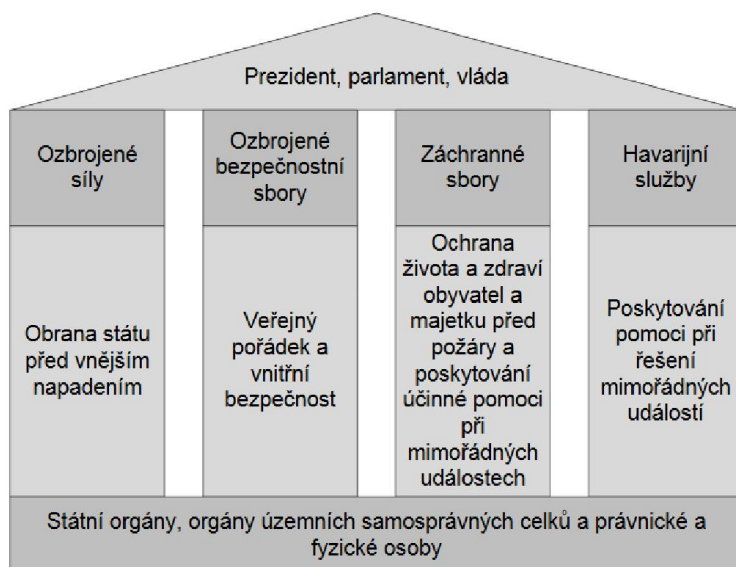 Prezident, parlament, vláda
Ozbrojené
síly
Ozbrojené
bezpečnostní
sbory
Záchranné
sbory
Havarijní
služby
Obrana státu
před vnějším
napadením
Veřejný
pořádek a
vnitřní
bezpečnost
Ochrana
života a zdraví
obyvatel a
majetku před
požáry a
poskytování
účinné pomoci
při
mimořádných
událostech
Poskytování
pomoci při
řešení
mimořádných
událostí
Státní orgány, orgány územních samosprávných celků a právnické a
fyzické osoby